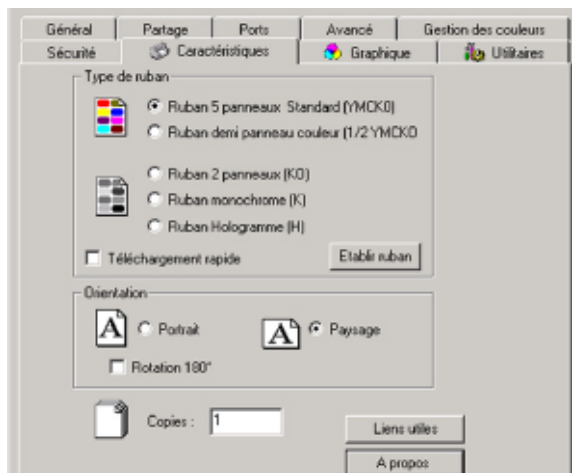 Général Partage Ports Avancé Gestion des couleurs
Sécurité Caractéristiques Graphique Utilitaires
Type de ruban
Ruban 5 panneaux Standard (YMCKO)
Ruban demi panneau couleur (1/2 YMCKO
Ruban 2 panneaux (KO)
Ruban monochrome (K)
Ruban Hologramme (H)
Téléchargement rapide Etablir ruban
Orientation
A Portrait A Paysage
Rotation 180°
Copies : 1
Liens utiles
A propos